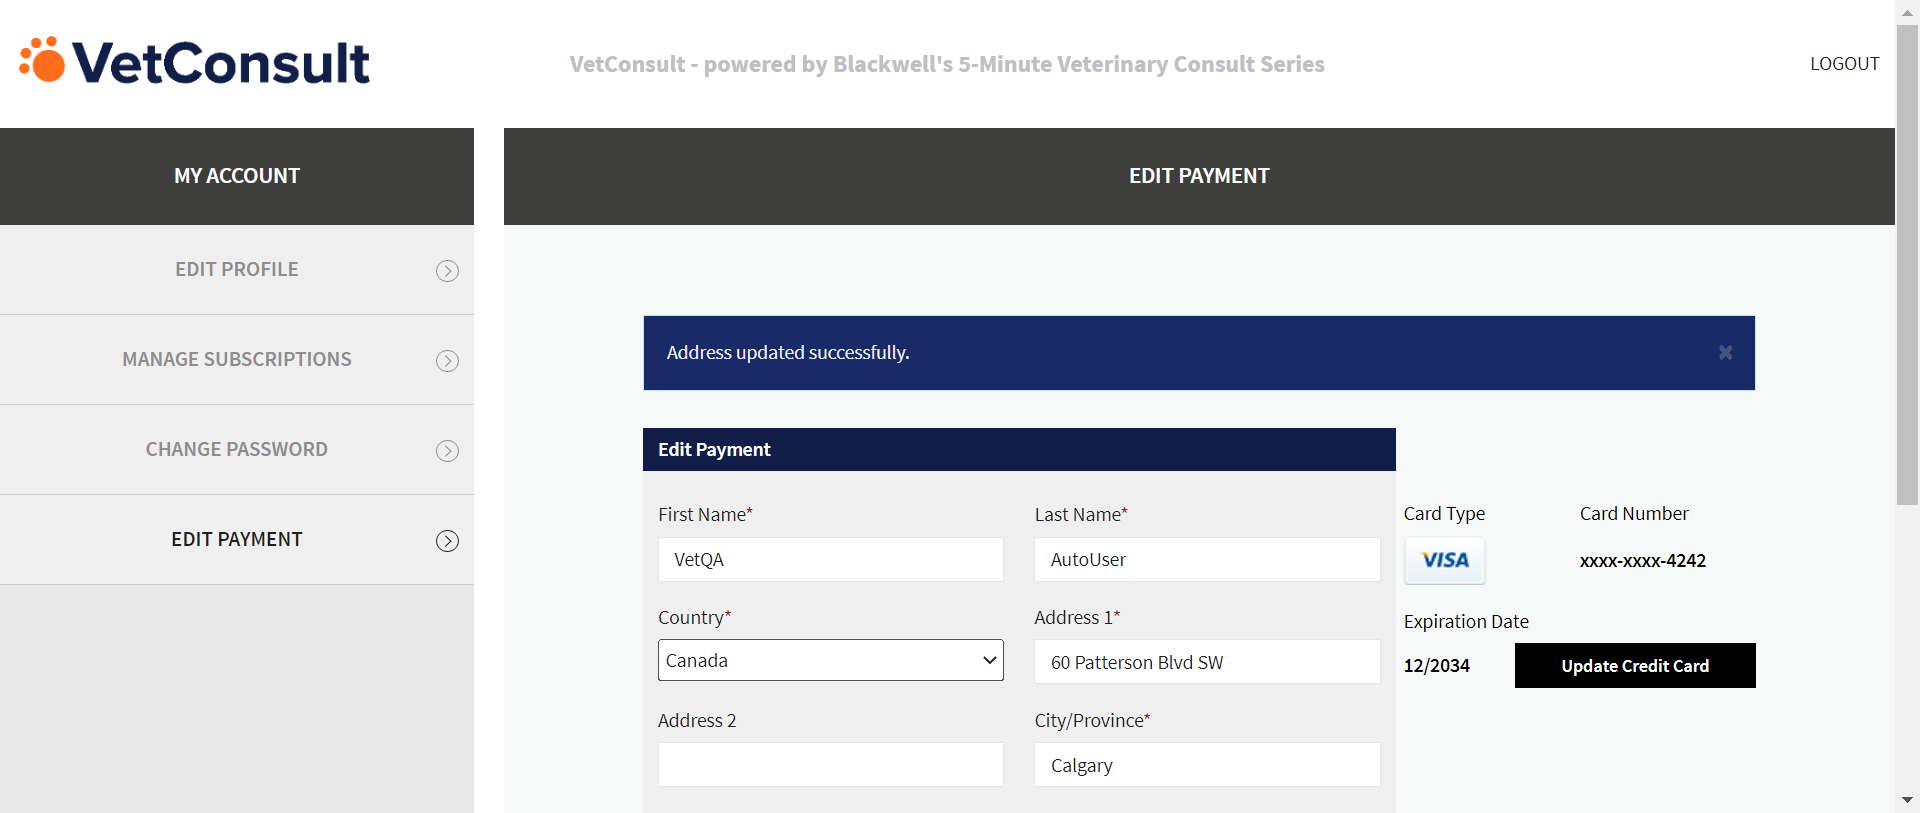 VetConsult
VetConsult - powered by Blackwell's 5-Minute Veterinary Consult Series
LOGOUT
MY ACCOUNT
EDIT PROFILE
MANAGE SUBSCRIPTIONS
CHANGE PASSWORD
EDIT PAYMENT
EDIT PAYMENT
Address updated successfully.
Edit Payment
First Name*
Last Name*
VetQA
AutoUser
Country*
Address 1*
Canada
60 Patterson Blvd SW
Address 2
City/Province*
Calgary
Card Type
Card Number
VISA
xxxx-xxxx-4242
Expiration Date
12/2034
Update Credit Card